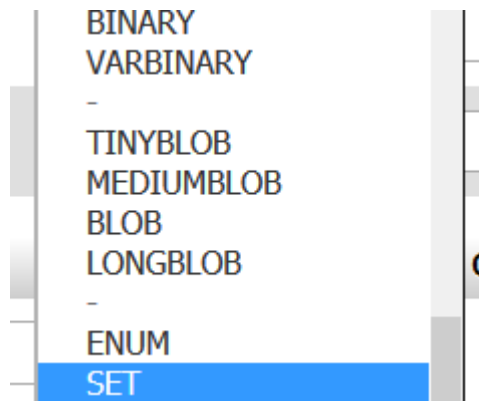 BINARY
VARBINARY
-
TINYBLOB
MEDIUMBLOB
BLOB
LONGBLOB
-
ENUM
SET